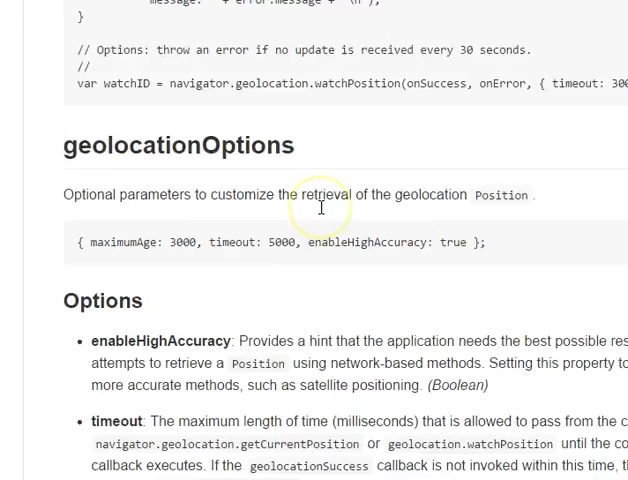 message: ' + error.message + '\n');
}
// Options: throw an error if no update is received every 30 seconds.
//
var watchID = navigator.geolocation.watchPosition(onSuccess, onError, { timeout: 300
geolocationOptions
Optional parameters to customize the retrieval of the geolocation Position .
{ maximumAge: 3000, timeout: 5000, enableHighAccuracy: true };
Options
• enableHighAccuracy: Provides a hint that the application needs the best possible res
attempts to retrieve a Position using network-based methods. Setting this property to
more accurate methods, such as satellite positioning. (Boolean)
• timeout: The maximum length of time (milliseconds) that is allowed to pass from the c
navigator.geolocation.getCurrentPosition or geolocation.watchPosition until the co
callback executes. If the geolocationSuccess callback is not invoked within this time, t